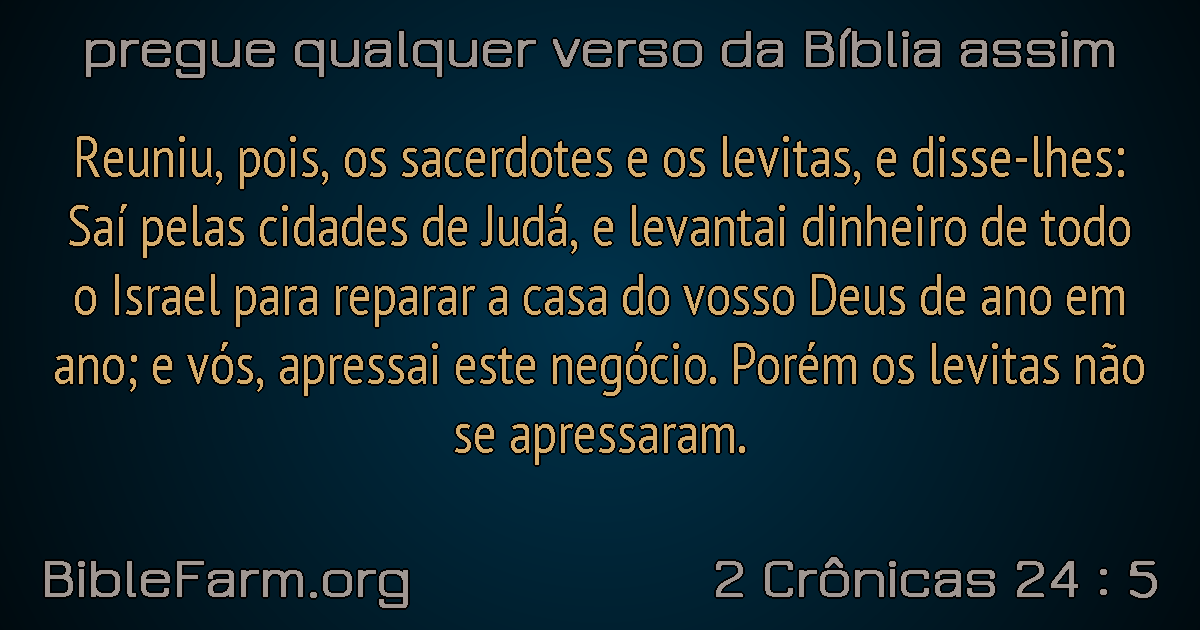 pregue qualquer verso da Bíblia assim
Reuniu, pois, os sacerdotes e os levitas, e disse-lhes:
Saí pelas cidades de Judá, e levantai dinheiro de todo
o Israel para reparar a casa do vosso Deus de ano em
ano; e vós, apressai este negócio. Porém os levitas não
se apressaram.
BibleFarm.org
2 Crônicas 24 : 5